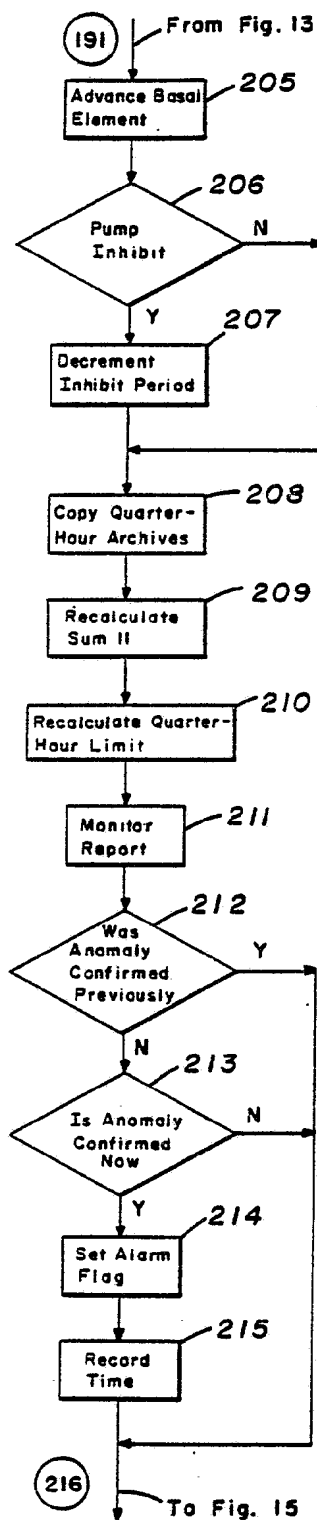 191
From Fig. 13
Advance Basal
Element
205
206
Pump
Inhibit
N
Y
207
Decrement
Inhibit Period
208
Copy Quarter-
Hour Archives
209
Recalculate
Sum II
210
Recalculate Quarter-
Hour Limit
211
Monitor
Report
212
Was
Anomaly
Confirmed
Previously
Y
N
213
Is Anomaly
Confirmed
Now
N
Y
214
Set Alarm
Flag
215
Record
Time
216
To Fig. 15